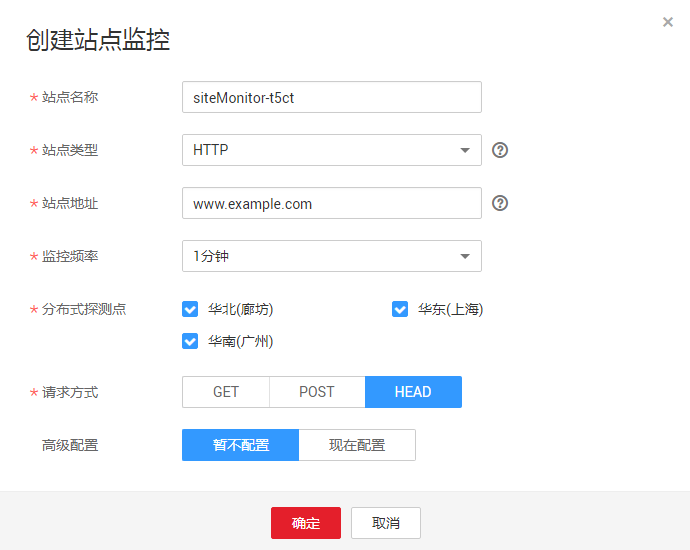 创建站点监控
* 站点名称 siteMonitor-t5ct
* 站点类型 HTTP
* 站点地址 www.example.com
* 监控频率 1分钟
* 分布式探测点 华北(廊坊) 华东(上海)
华南(广州)
* 请求方式 GET POST HEAD
高级配置 暂不配置 现在配置
确定 取消